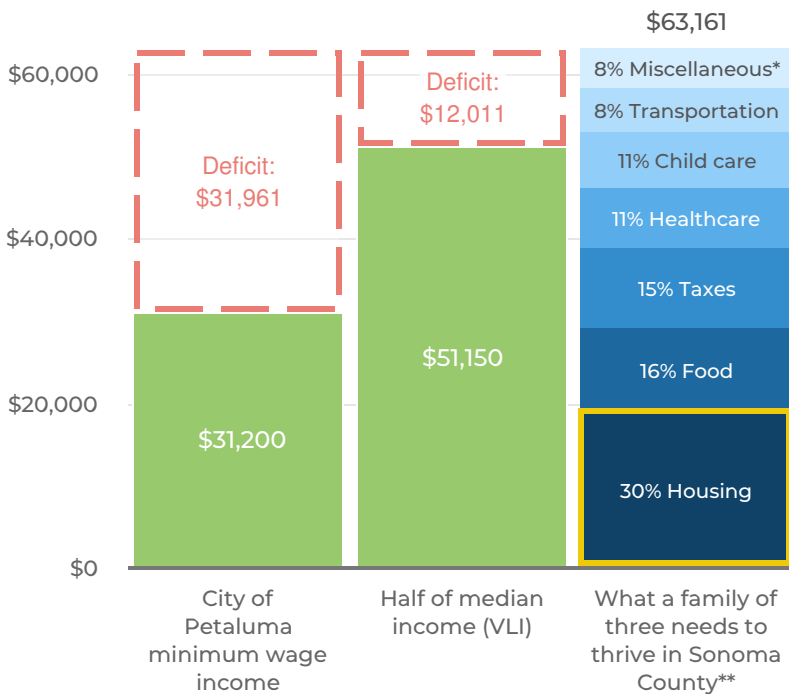 $63,161
$60,000
$40,000
$20,000
$0
Deficit:
$31,961
$31,200
Deficit:
$12,011
$51,150
8% Miscellaneous*
8% Transportation
11% Child care
11% Healthcare
15% Taxes
16% Food
30% Housing
City of
Petaluma
minimum wage
income
Half of median
income (VLI)
What a family of
three needs to
thrive in Sonoma
County**